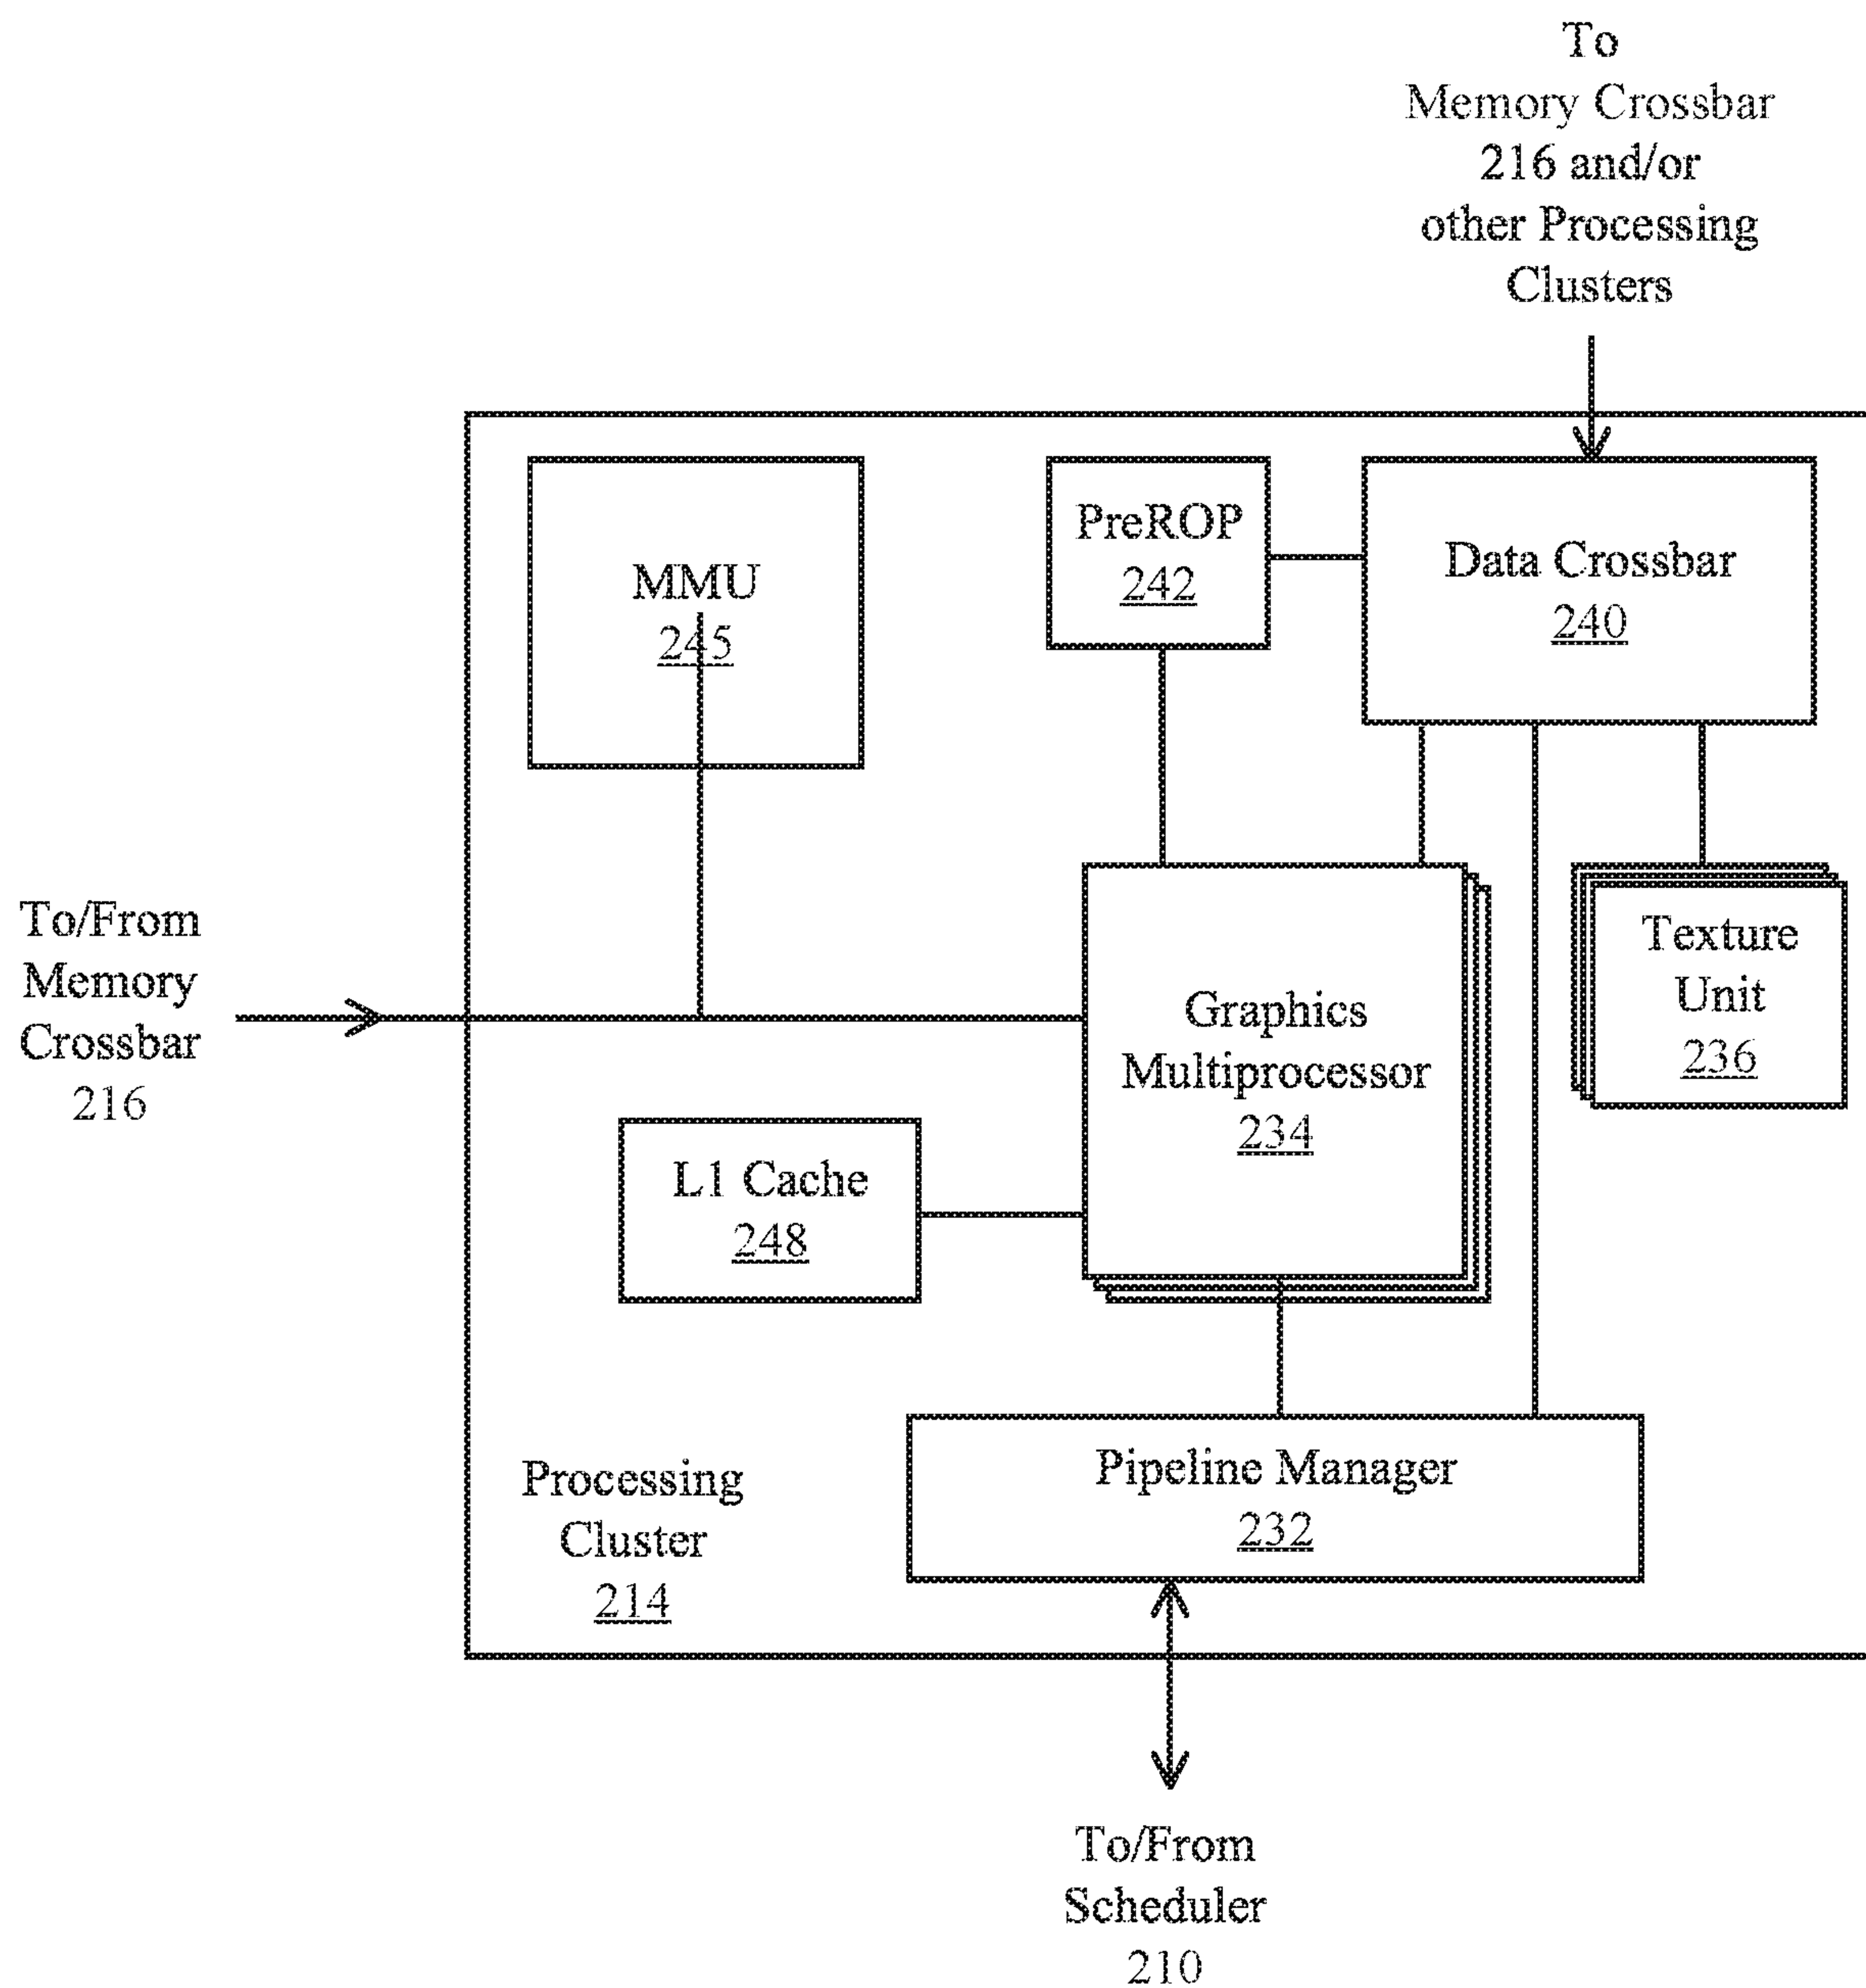 To
Memory Crossbar
216 and/or
other Processing
Clusters
MMU
245
PreROP
242
Data Crossbar
240
To/From
Memory
Crossbar
216
Graphics
Multiprocessor
234
Texture
Unit
236
L1 Cache
248
Pipeline Manager
232
Processing
Cluster
214
To/From
Scheduler
210